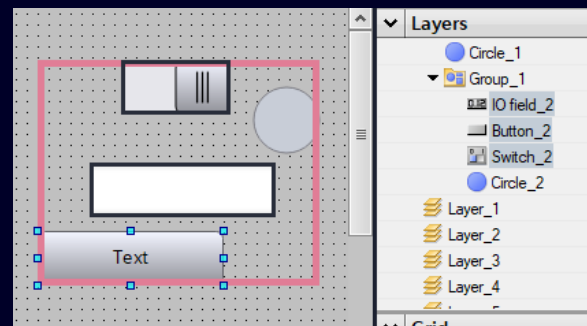 Layers
Circle_1
Group_1
IO field_2
Button_2
Switch_2
Circle_2
Layer_1
Layer_2
Layer_3
Layer_4
Text